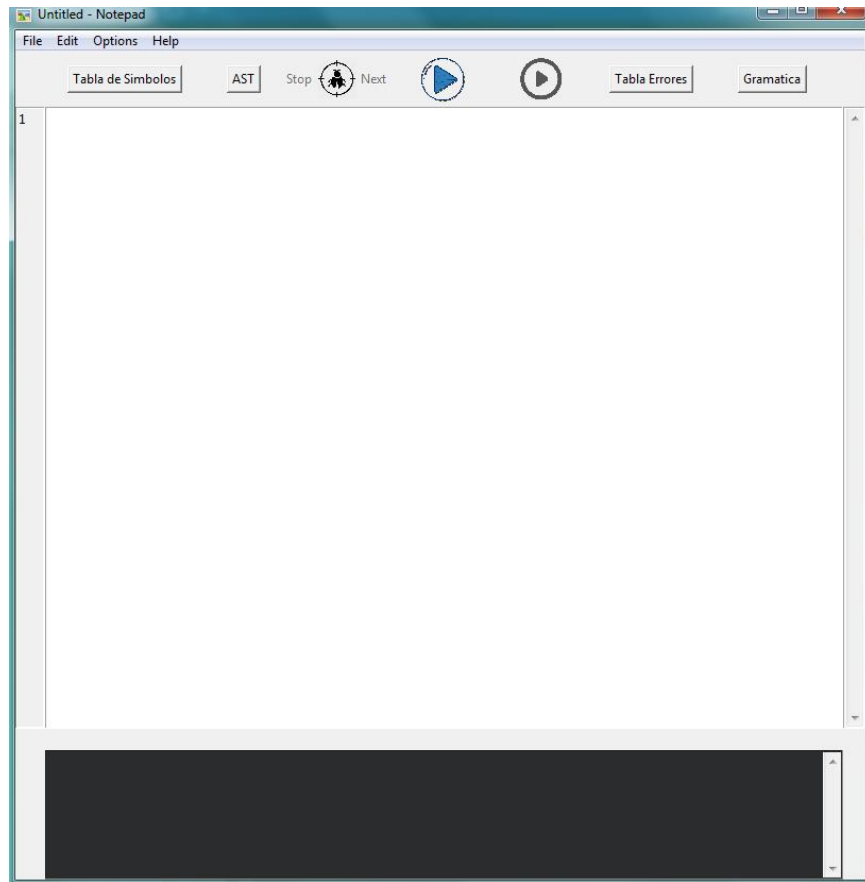 Untitled - Notepad
File Edit Options Help
Tabla de Simbolos AST Stop Next Tabla Errores Gramatica
1